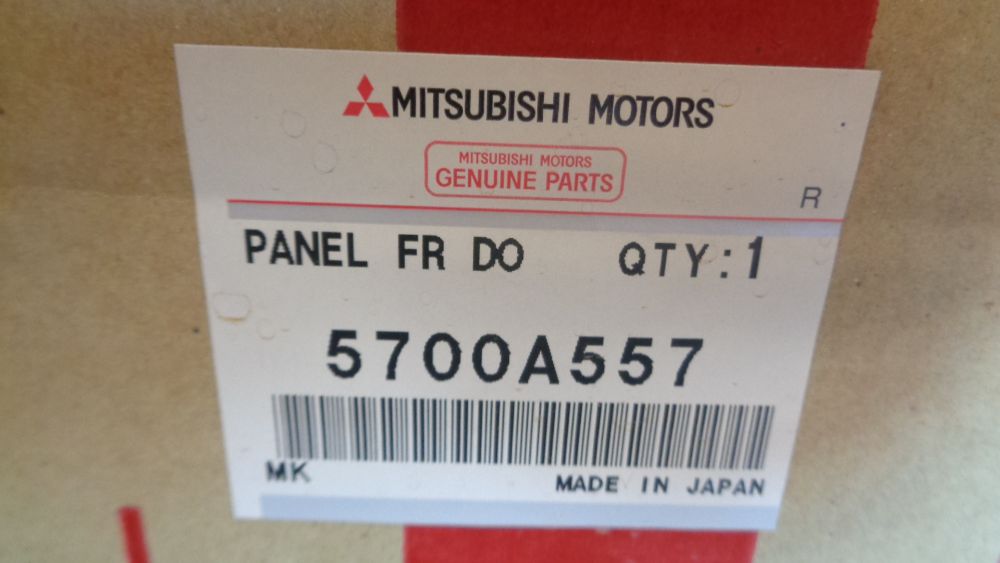 MITSUBISHI MOTORS
MITSUBISHI MOTORS
GENUINE PARTS
R
PANEL FR DO QTY:1
5700A557
MK MADE IN JAPAN